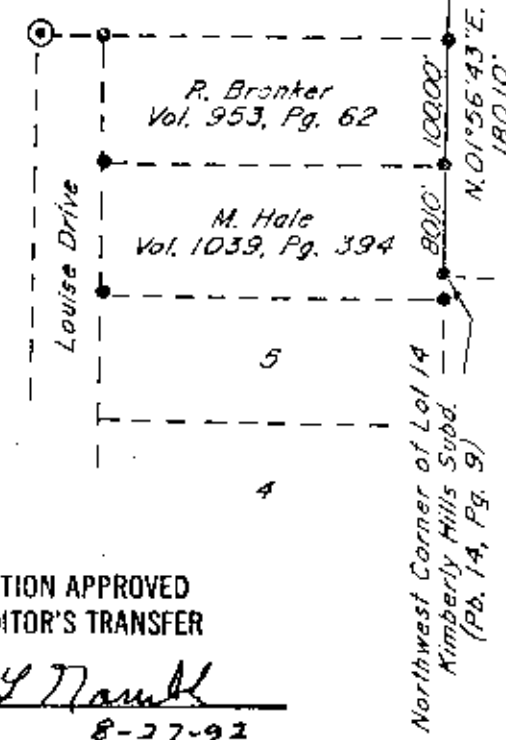 R. Bronker
Vol. 953, Pg. 62
100.00'
N.01°56'43"E.
180.10'
Louise Drive
M. Hale
Vol. 1039, Pg. 394
80.10'
5
4
Northwest Corner of Lot 14
Kimberly Hills Subd.
(Pb. 14, Pg. 9)
TION APPROVED
ITOR'S TRANSFER
8-27-92